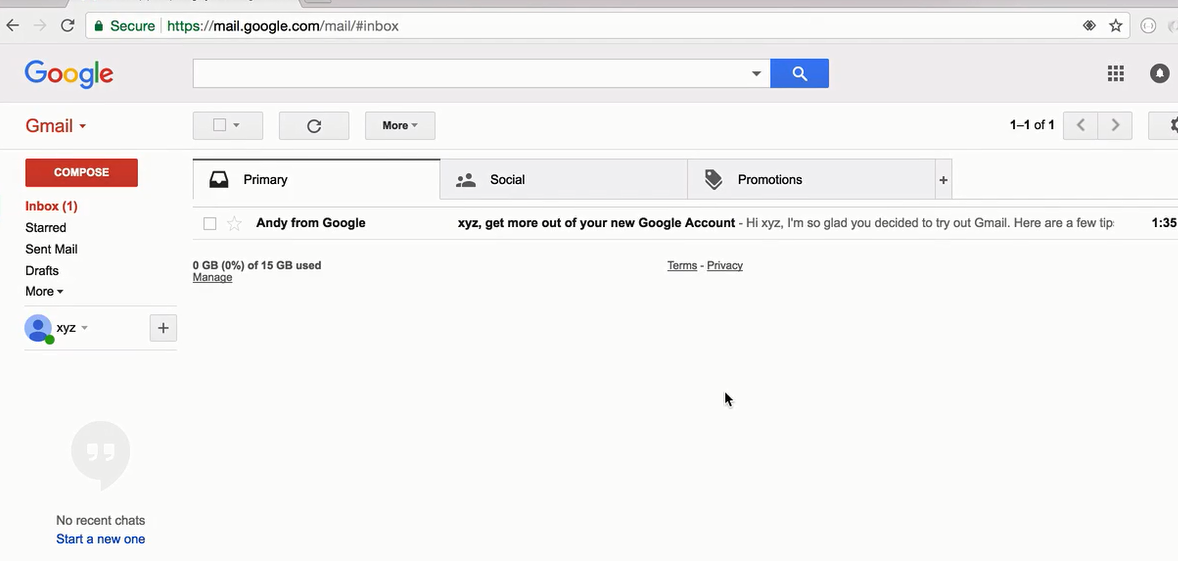 Secure https://mail.google.com/mail/#inbox
Google
Gmail
More
1–1 of 1
COMPOSE
Primary
Social
Promotions
+
Inbox (1)
Starred
Sent Mail
Drafts
More
Andy from Google xyz, get more out of your new Google Account - Hi xyz, I'm so glad you decided to try out Gmail. Here are a few tip 1:35
0 GB (0%) of 15 GB used
Manage
Terms - Privacy
xyz
+
No recent chats
Start a new one